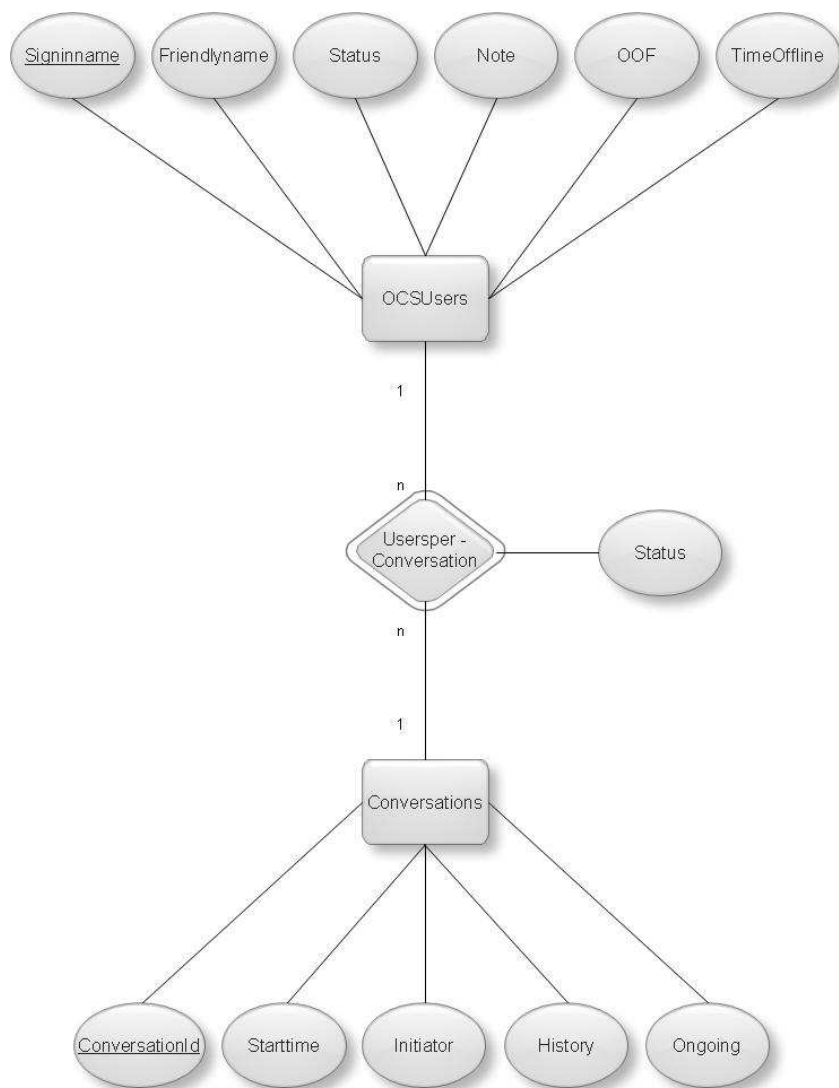 Signinname
Friendlyname
Status
Note
OOF
TimeOffline
OCSUsers
1
n
Usersper -
Conversation
Status
n
1
Conversations
ConversationId
Starttime
Initiator
History
Ongoing